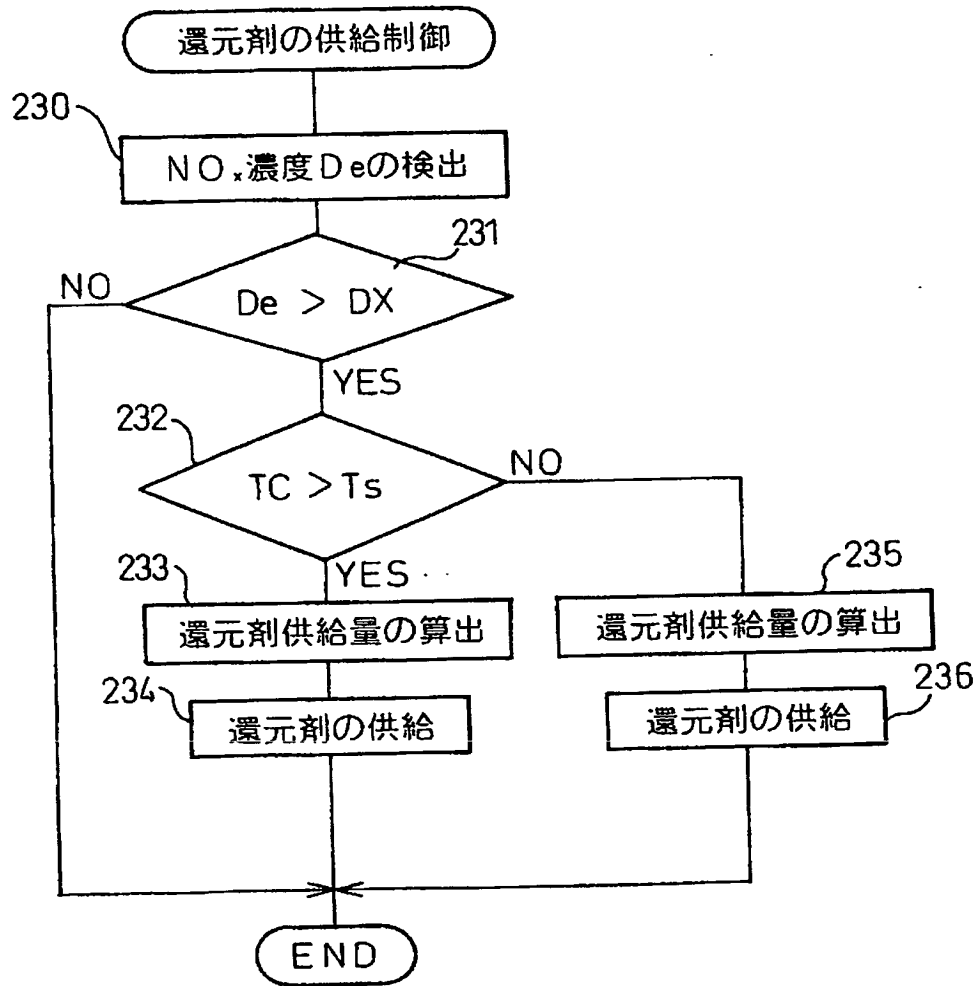 還元剤の供給制御
230
NOx濃度Deの検出
231
De > DX
NO
YES
232
TC > Ts
NO
YES
233
還元剤供給量の算出
234
還元剤の供給
235
還元剤供給量の算出
236
還元剤の供給
END